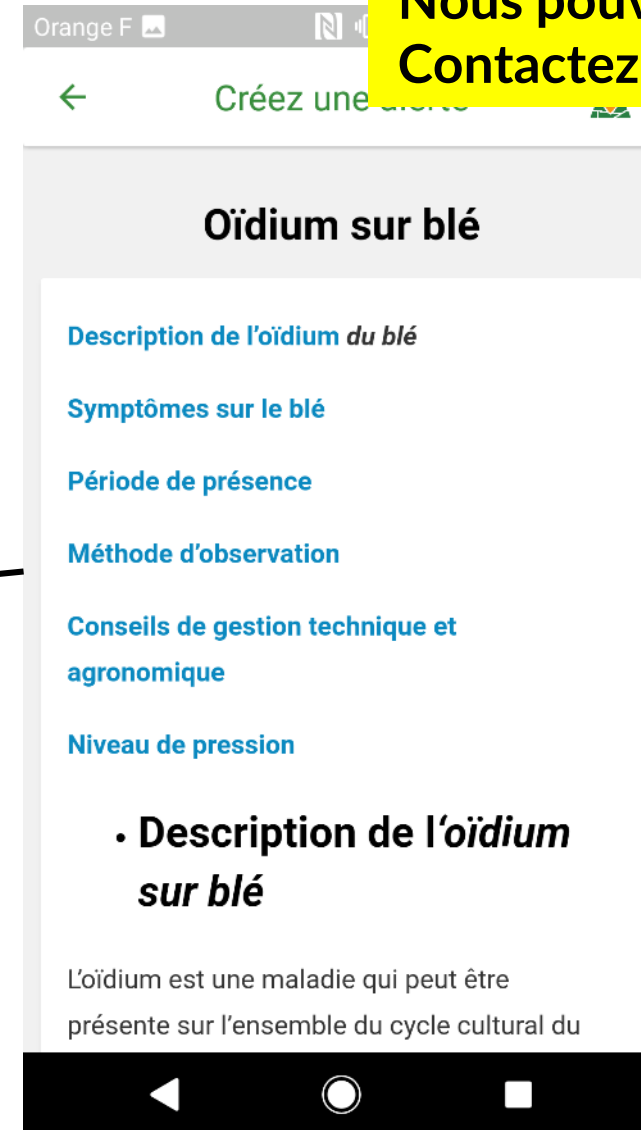 Nous pouv
Contactez
Orange F
Créez une alerte
Oïdium sur blé
Description de l’oïdium du blé
Symptômes sur le blé
Période de présence
Méthode d’observation
Conseils de gestion technique et
agronomique
Niveau de pression
• Description de l‘oïdium
sur blé
L’oïdium est une maladie qui peut être
présente sur l’ensemble du cycle cultural du